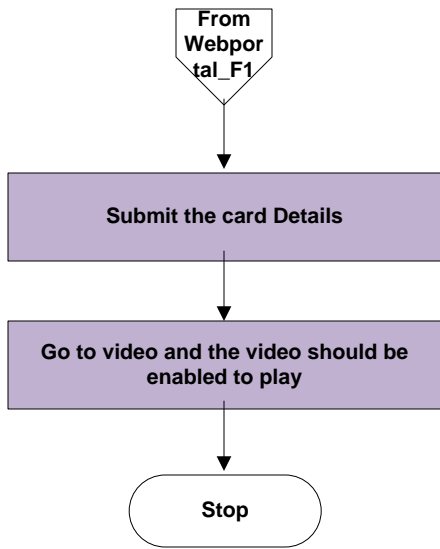 From
Webpor
tal_F1
Submit the card Details
Go to video and the video should be
enabled to play
Stop